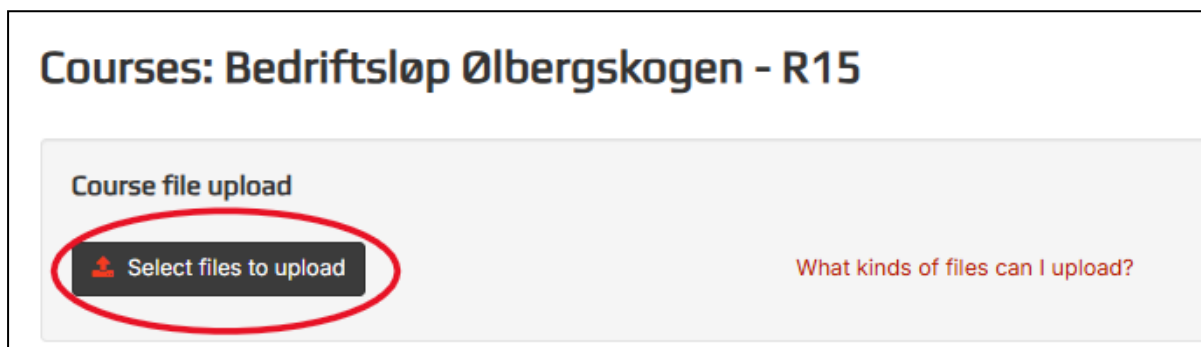 Courses: Bedriftsløp Ølbergskogen - R15
Course file upload
Select files to upload
What kinds of files can I upload?